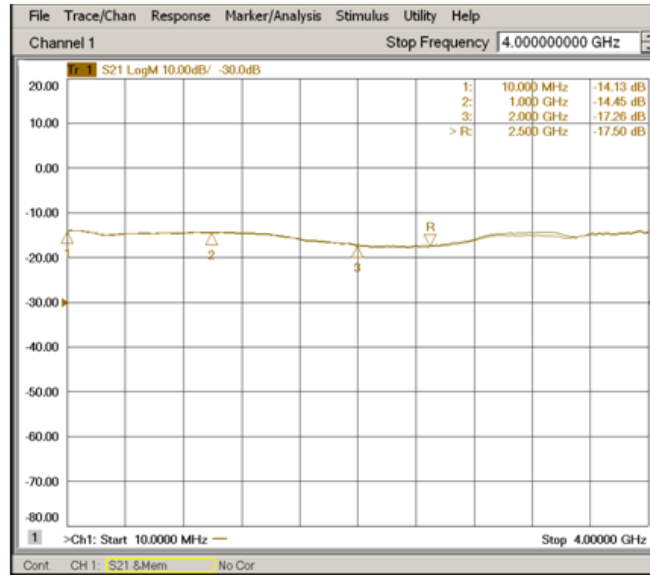 File Trace/Chan Response Marker/Analysis Stimulus Utility Help
Channel 1 Stop Frequency 4.000000000 GHz
Tr 1 S21 LogM 10.00dB/ -30.0dB
20.00
1: 10.000 MHz -14.13 dB
2: 1.000 GHz -14.45 dB
3: 2.000 GHz -17.26 dB
> R: 2.500 GHz -17.50 dB
10.00
0.00
-10.00
R
1
2
3
-20.00
-30.00
-40.00
-50.00
-60.00
-70.00
-80.00
1 >Ch1: Start 10.0000 MHz Stop 4.00000 GHz
Cont. CH 1: S21 &Mem No Cor